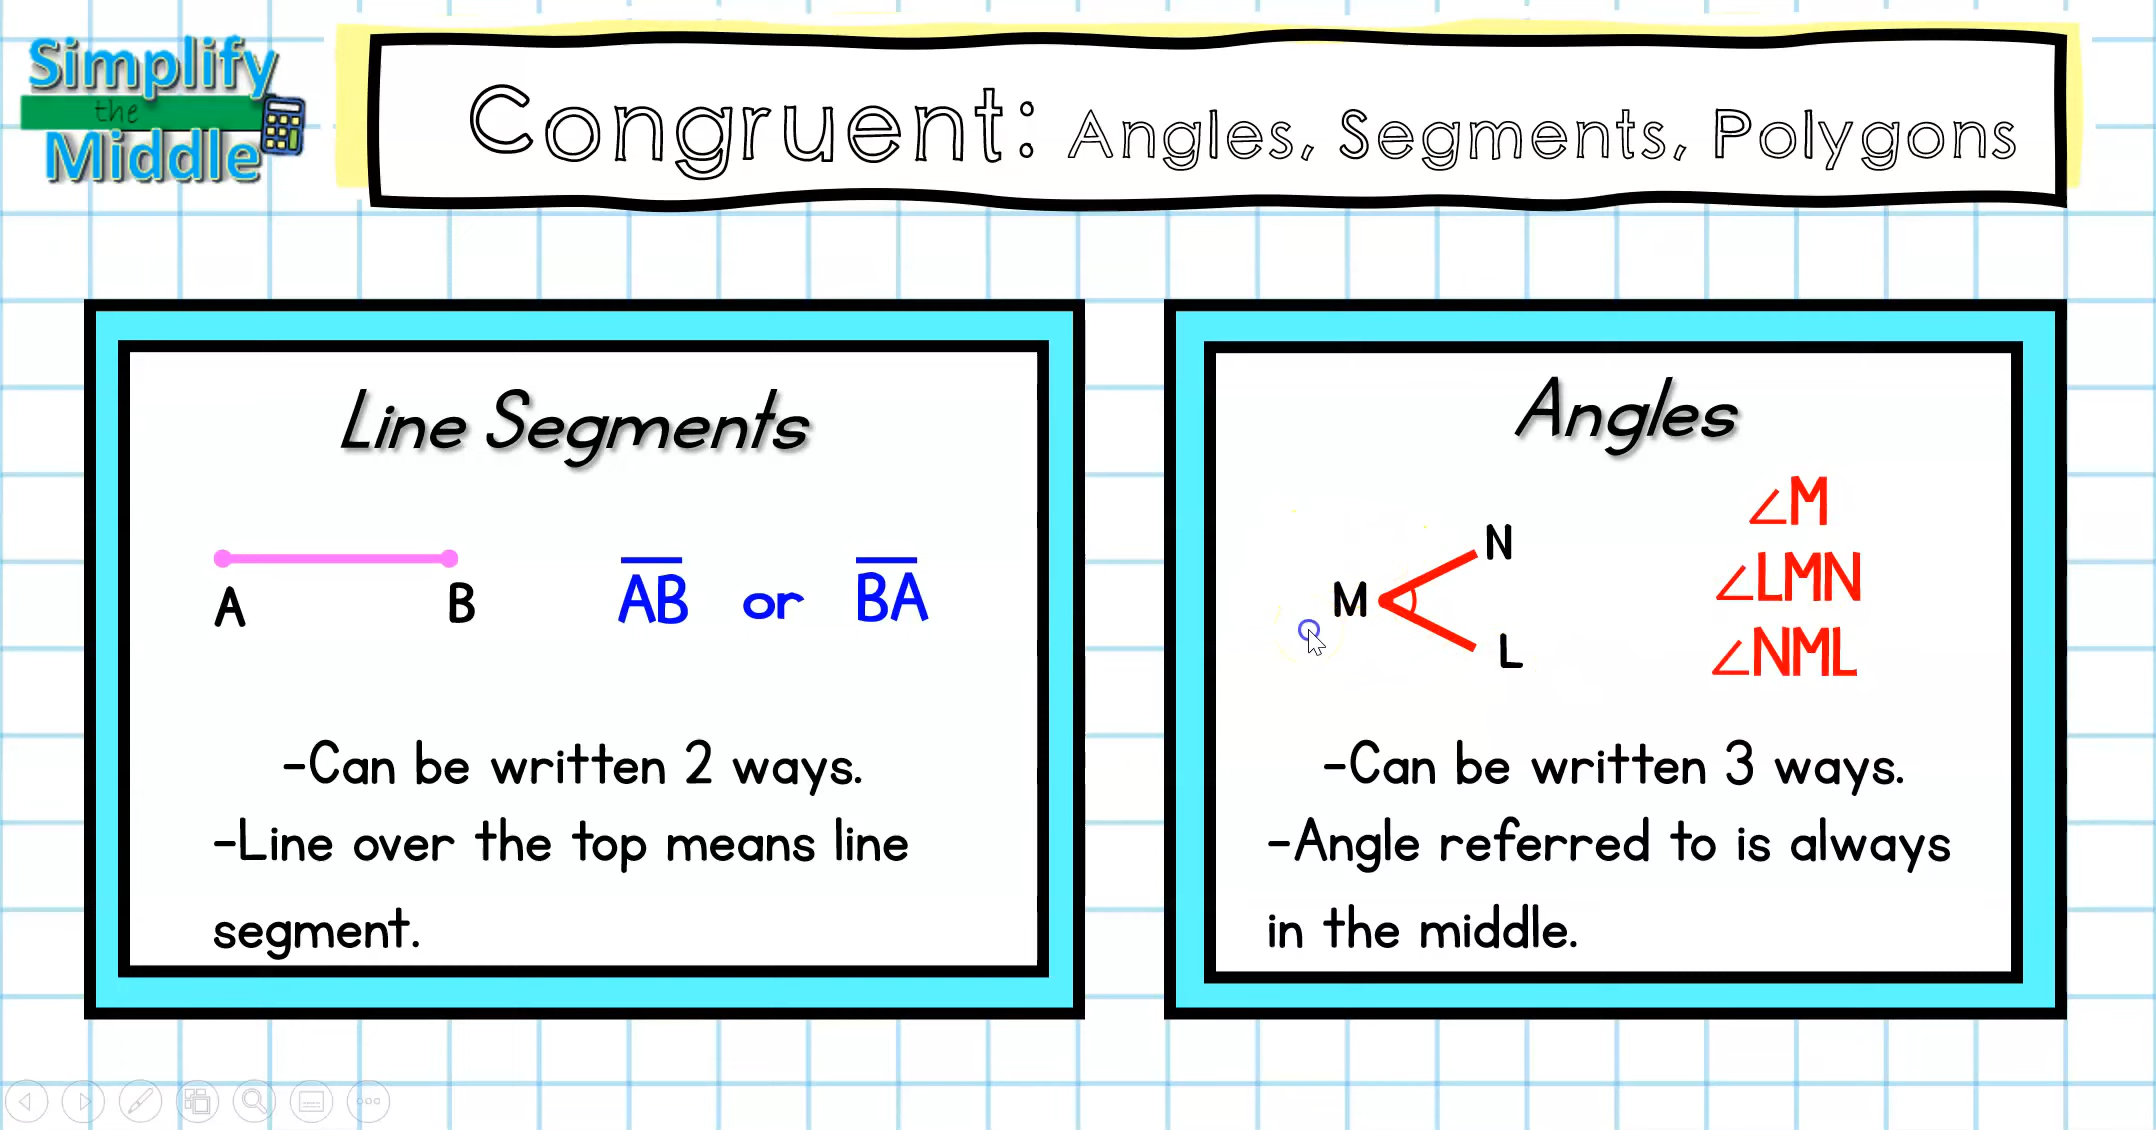 Simplify
the
Middle
Congruent: Angles, Segments, Polygons
Line Segments
A
B
AB or BA
-Can be written 2 ways.
-Line over the top means line
segment.
Angles
N
M
L
∠M
∠LMN
∠NML
-Can be written 3 ways.
-Angle referred to is always
in the middle.